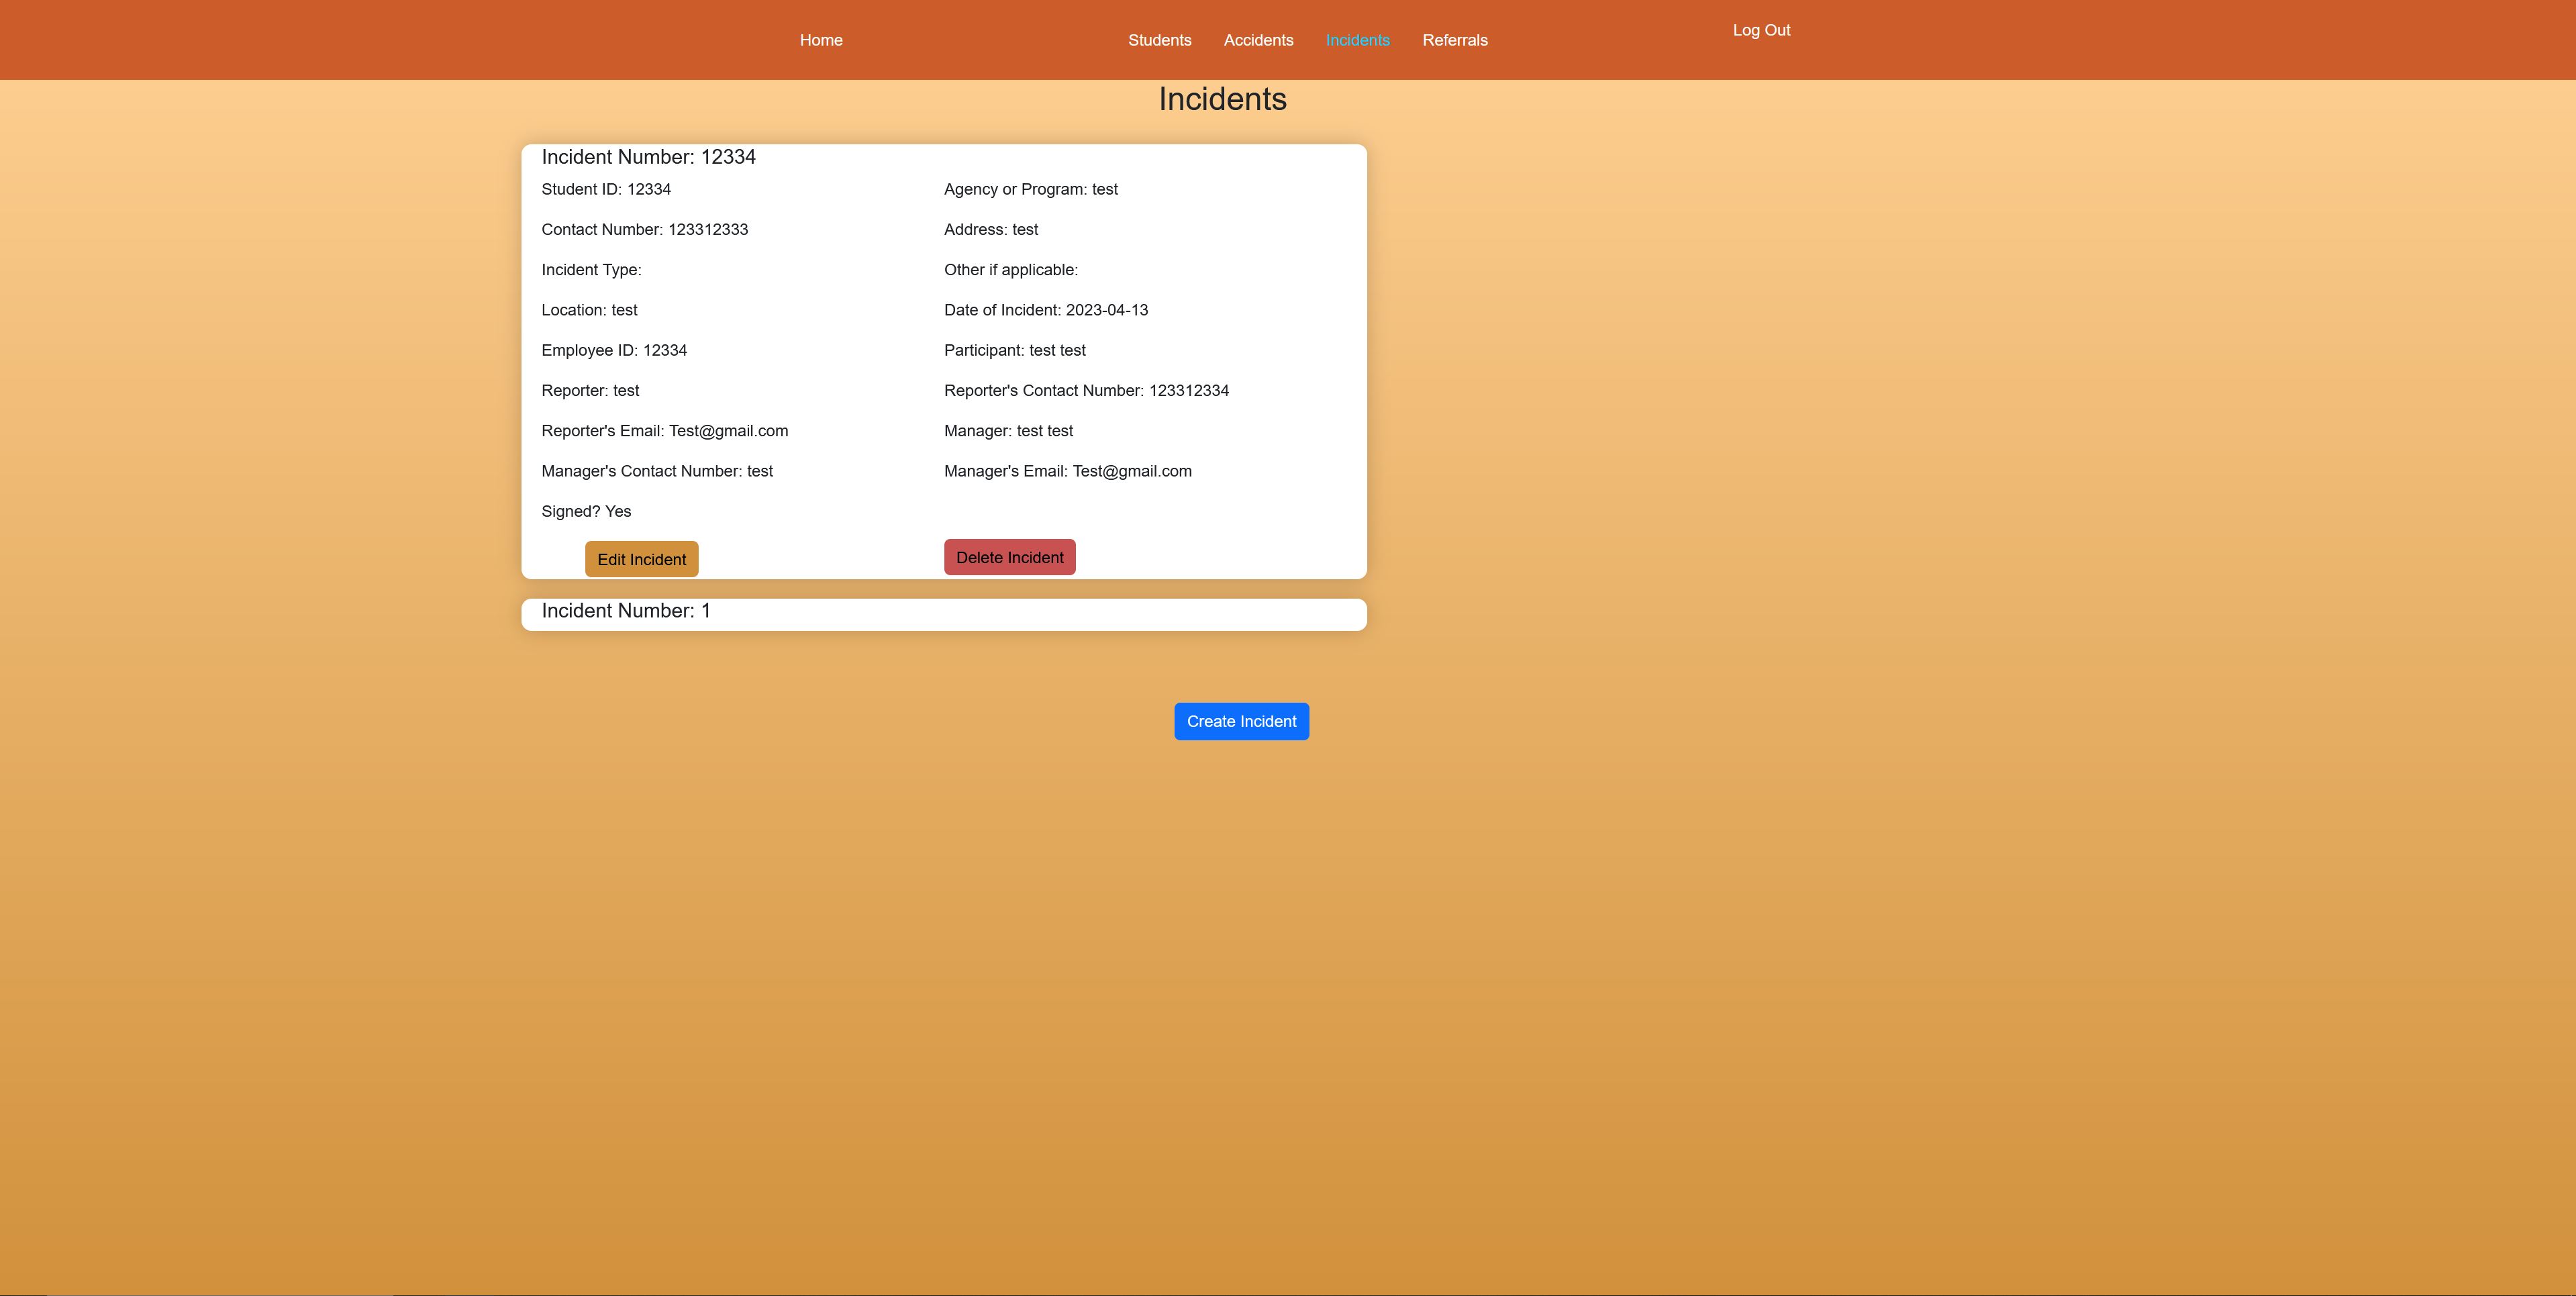 Home Students Accidents Incidents Referrals Log Out
Incidents
Incident Number: 12334
Student ID: 12334 Agency or Program: test
Contact Number: 123312333 Address: test
Incident Type: Other if applicable:
Location: test Date of Incident: 2023-04-13
Employee ID: 12334 Participant: test test
Reporter: test Reporter's Contact Number: 123312334
Reporter's Email: Test@gmail.com Manager: test test
Manager's Contact Number: test Manager's Email: Test@gmail.com
Signed? Yes
Edit Incident Delete Incident
Incident Number: 1
Create Incident